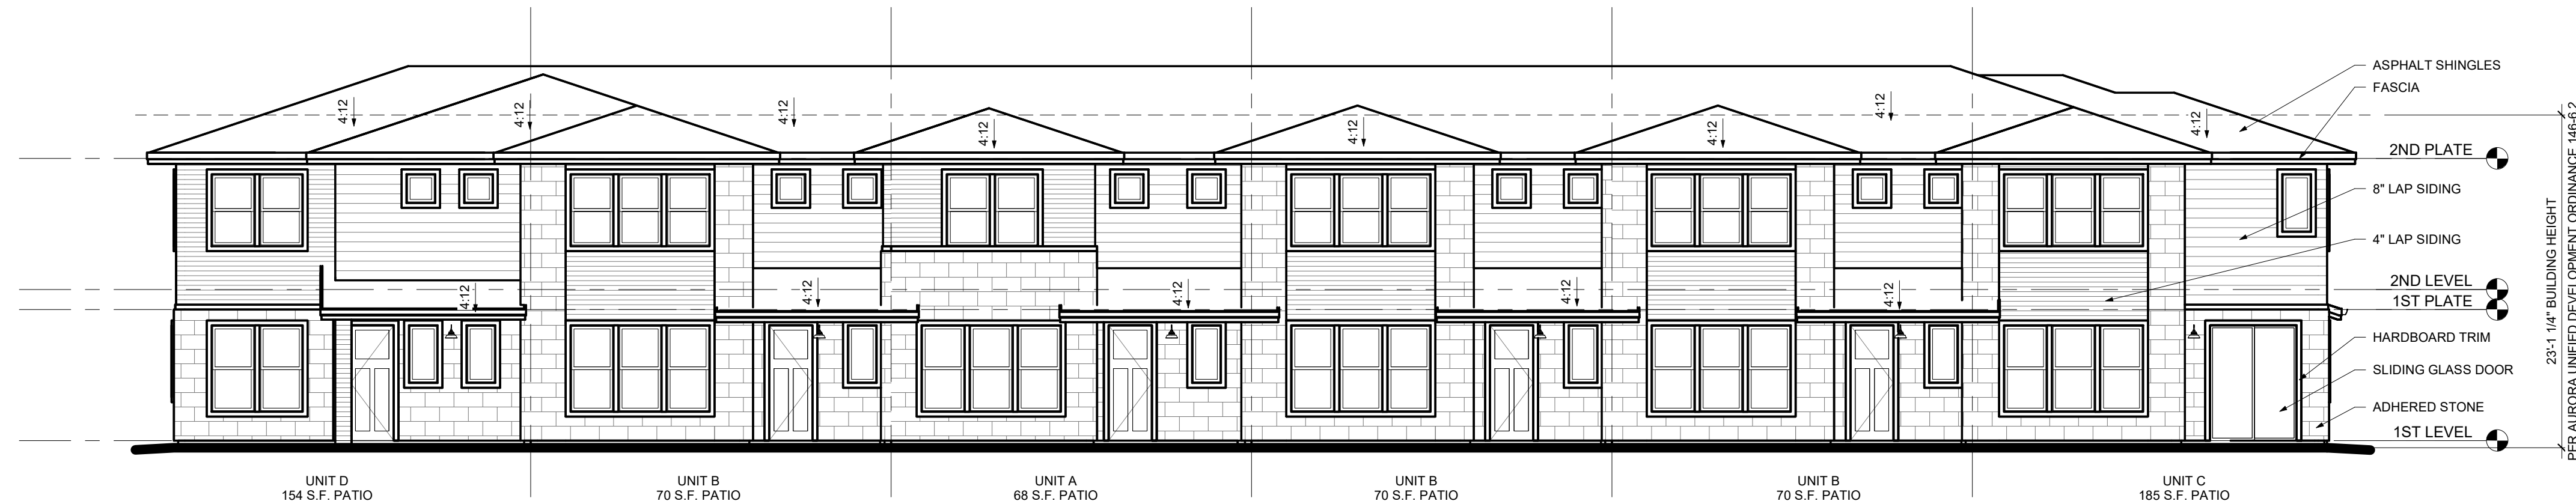 ASPHALT SHINGLES
FASCIA
4:12
4:12
4:12
4:12
4:12
4:12
4:12
4:12
2ND PLATE
8" LAP SIDING
4" LAP SIDING
2ND LEVEL
1ST PLATE
4:12
4:12
4:12
4:12
4:12
HARDBOARD TRIM
SLIDING GLASS DOOR
ADHERED STONE
1ST LEVEL
23'-1 1/4" BUILDING HEIGHT
PER AURORA UNIFIED DEVELOPMENT ORDINANCE 146-6.2
UNIT D
154 S.F. PATIO
UNIT B
70 S.F. PATIO
UNIT A
68 S.F. PATIO
UNIT B
70 S.F. PATIO
UNIT B
70 S.F. PATIO
UNIT C
185 S.F. PATIO